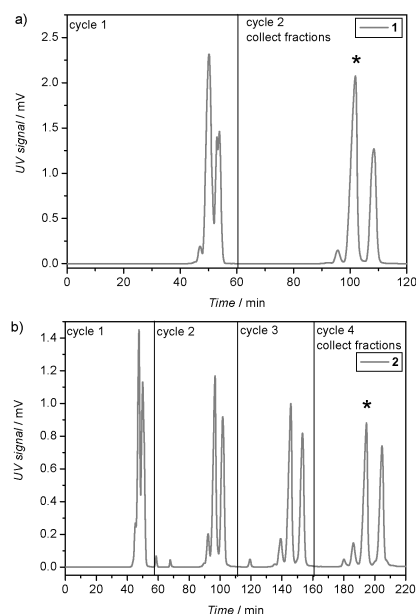 a)
cycle 1
cycle 2
collect fractions
1
*
2.5
2.0
1.5
1.0
0.5
0.0
UV signal / mV
0 20 40 60 80 100 120
Time / min
b)
cycle 1
cycle 2
cycle 3
cycle 4
collect fractions
2
*
1.4
1.2
1.0
0.8
0.6
0.4
0.2
0.0
UV signal / mV
0 20 40 60 80 100 120 140 160 180 200 220
Time / min